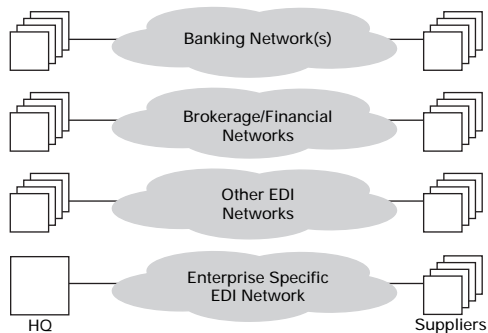 Banking Network(s)
Brokerage/Financial
Networks
Other EDI
Networks
Enterprise Specific
EDI Network
HQ
Suppliers